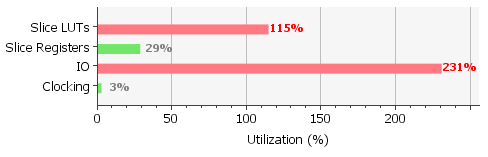 Slice LUTs 115%
Slice Registers 29%
IO 231%
Clocking 3%
0 50 100 150 200
Utilization (%)